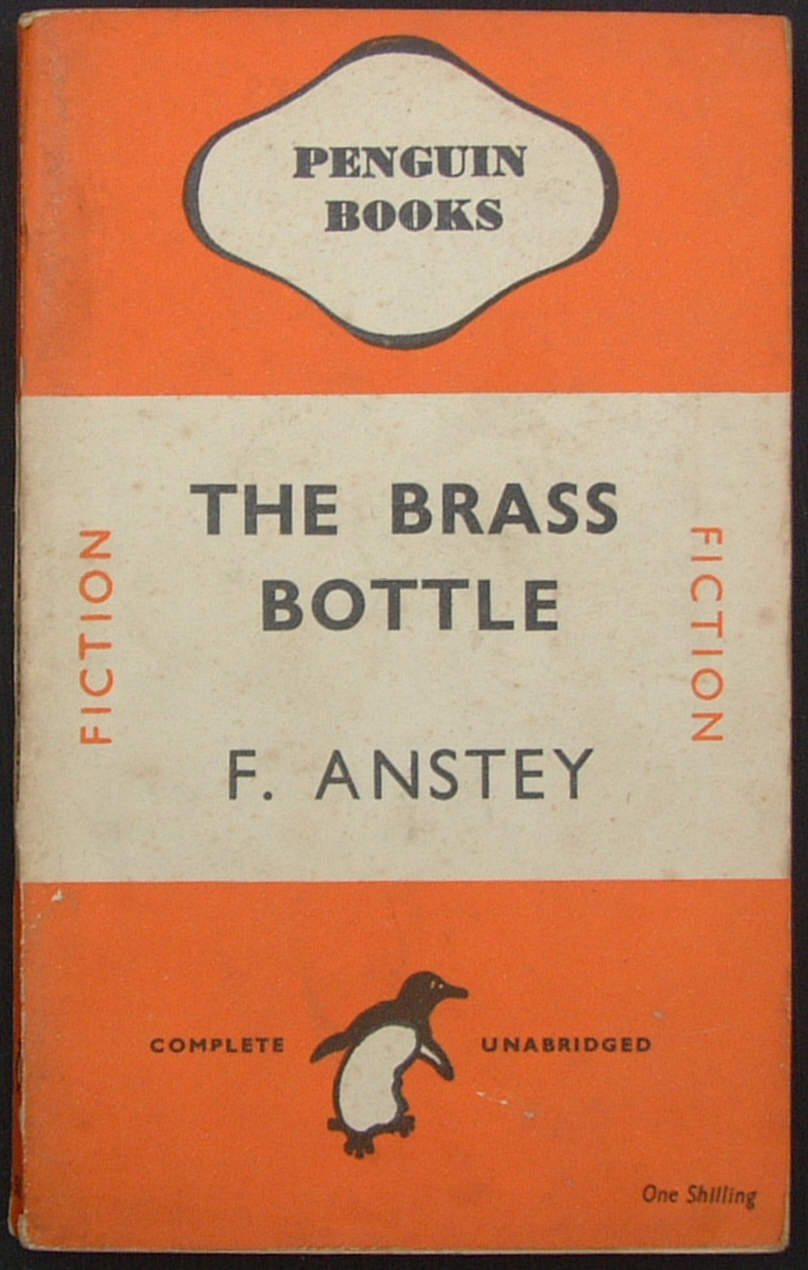 PENGUIN
BOOKS
THE BRASS
BOTTLE
F. ANSTEY
FICTION
FICTION
COMPLETE UNABRIDGED
One Shilling